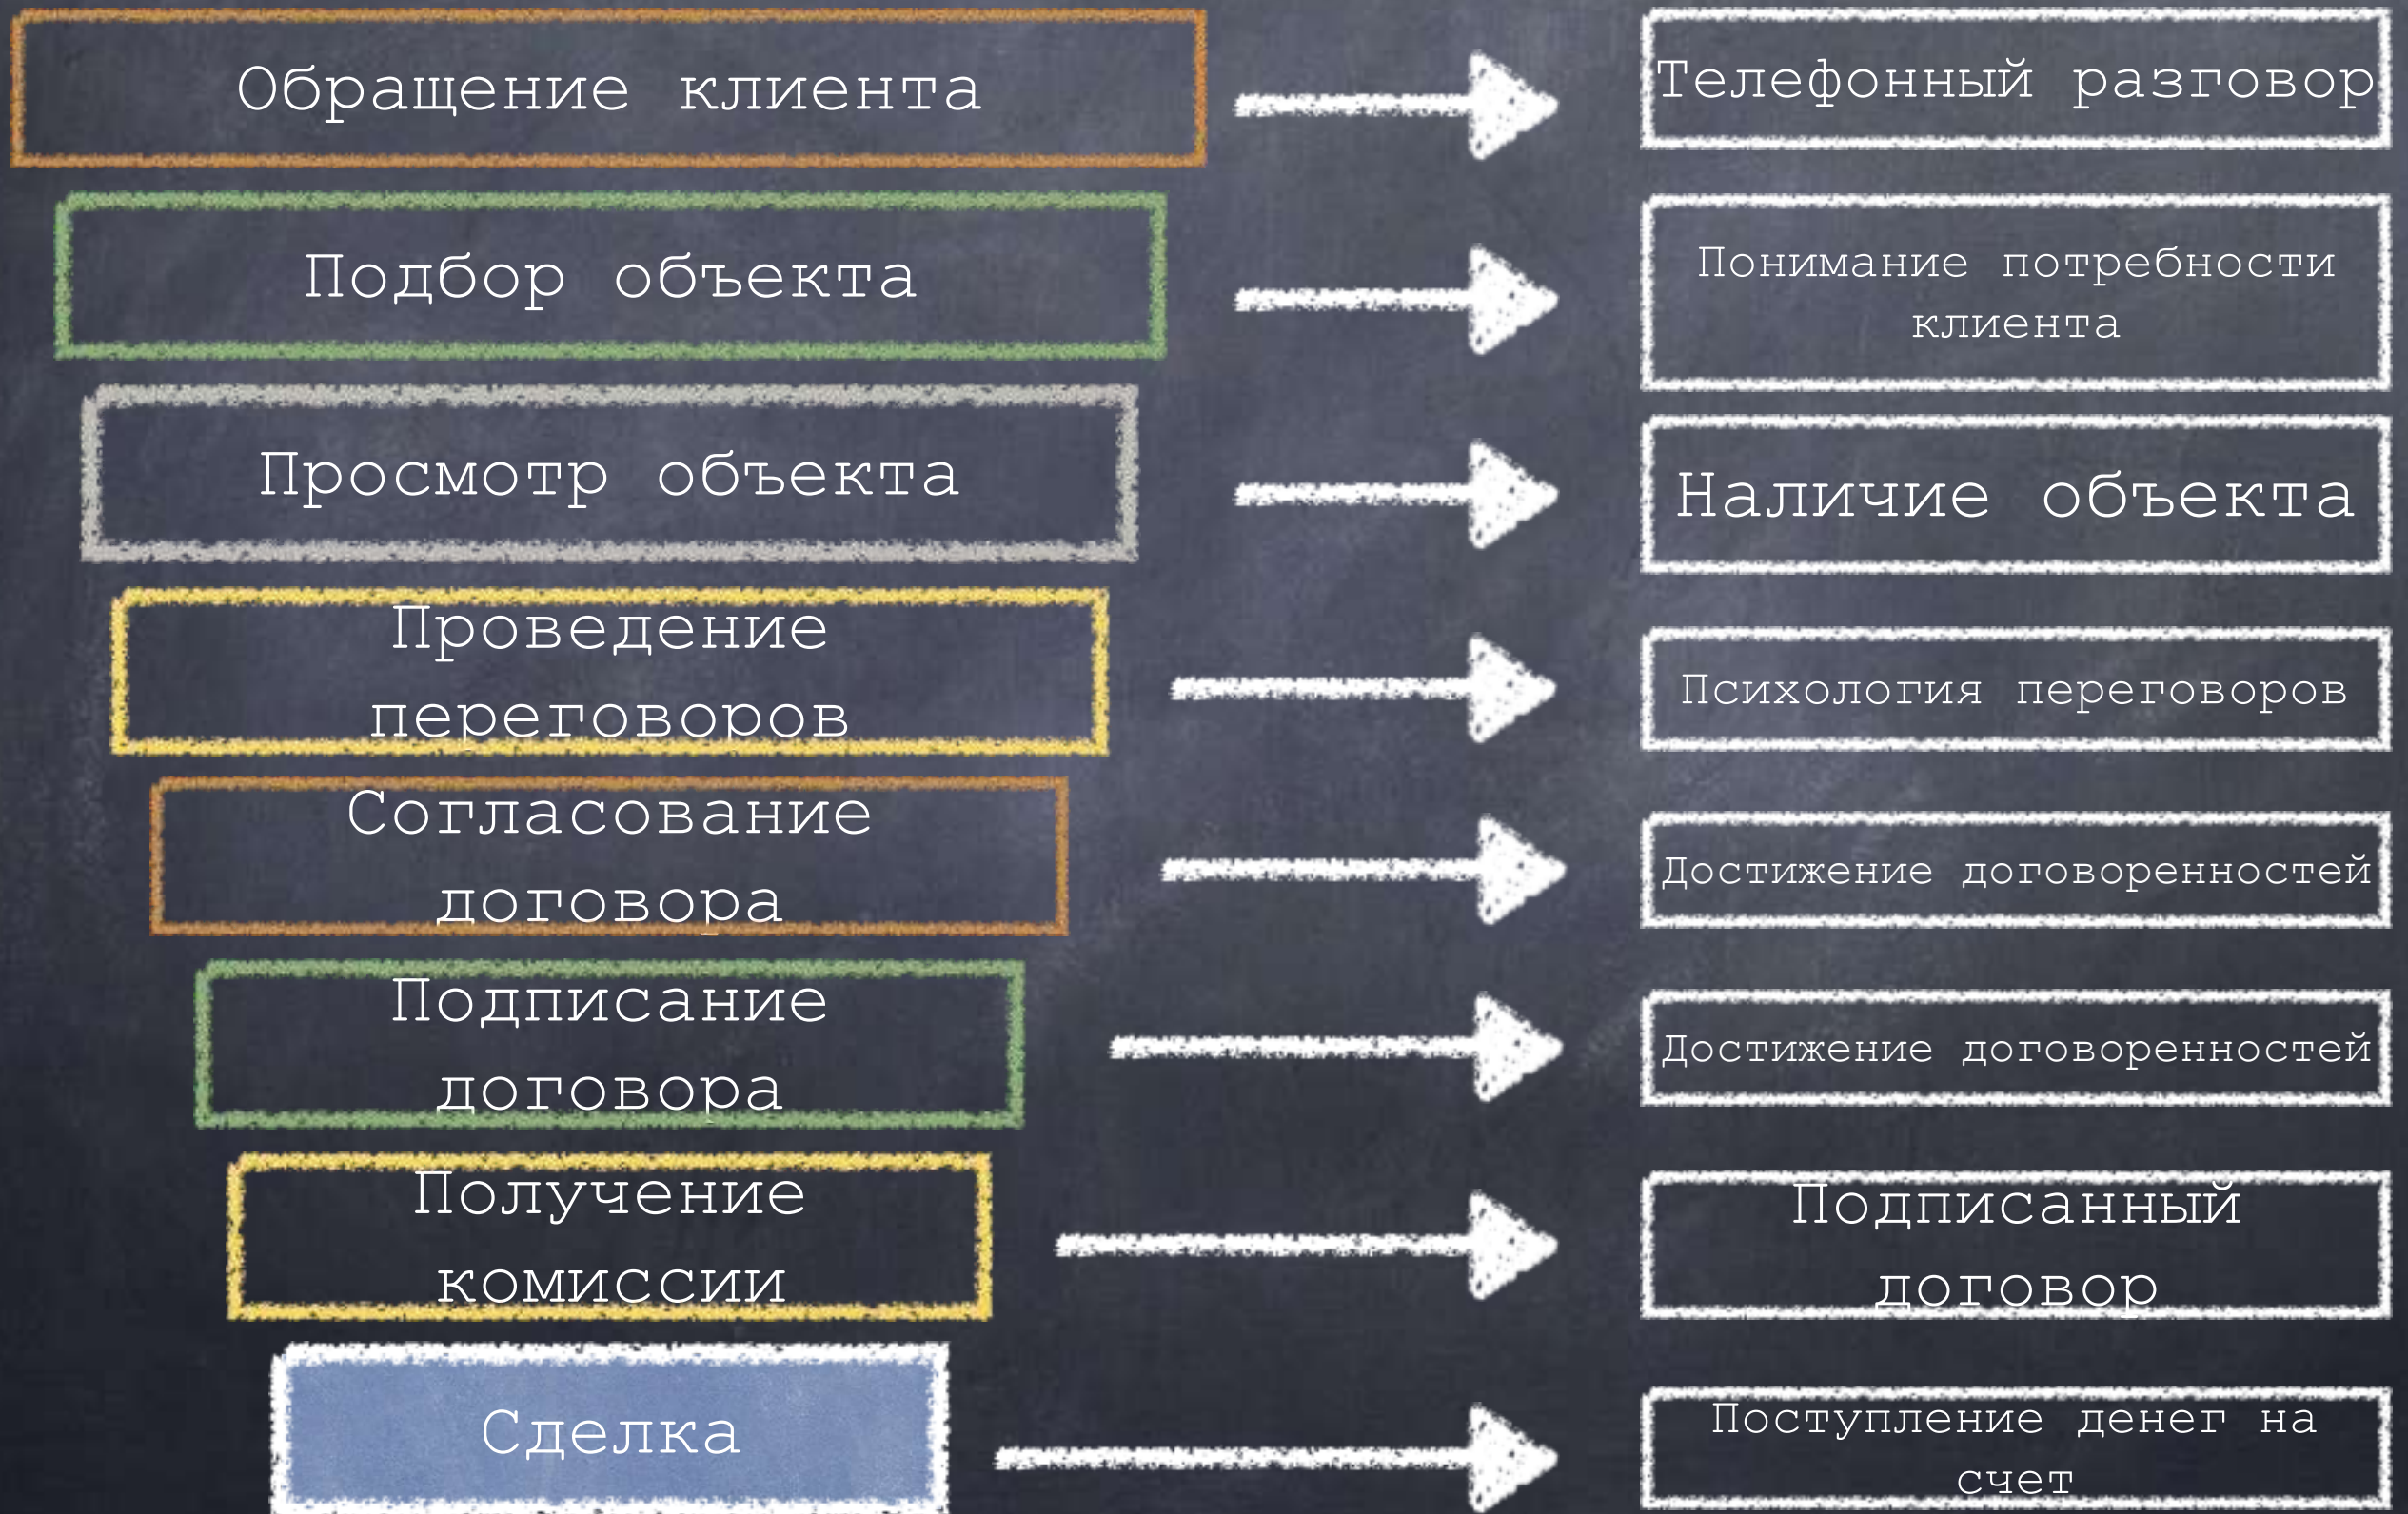 Обращение клиента
Телефонный разговор
Подбор объекта
Понимание потребности
клиента
Просмотр объекта
Наличие объекта
Проведение
переговоров
Психология переговоров
Согласование
договора
Достижение договоренностей
Подписание
договора
Достижение договоренностей
Получение
комиссии
Подписанный
договор
Сделка
Поступление денег на
счет